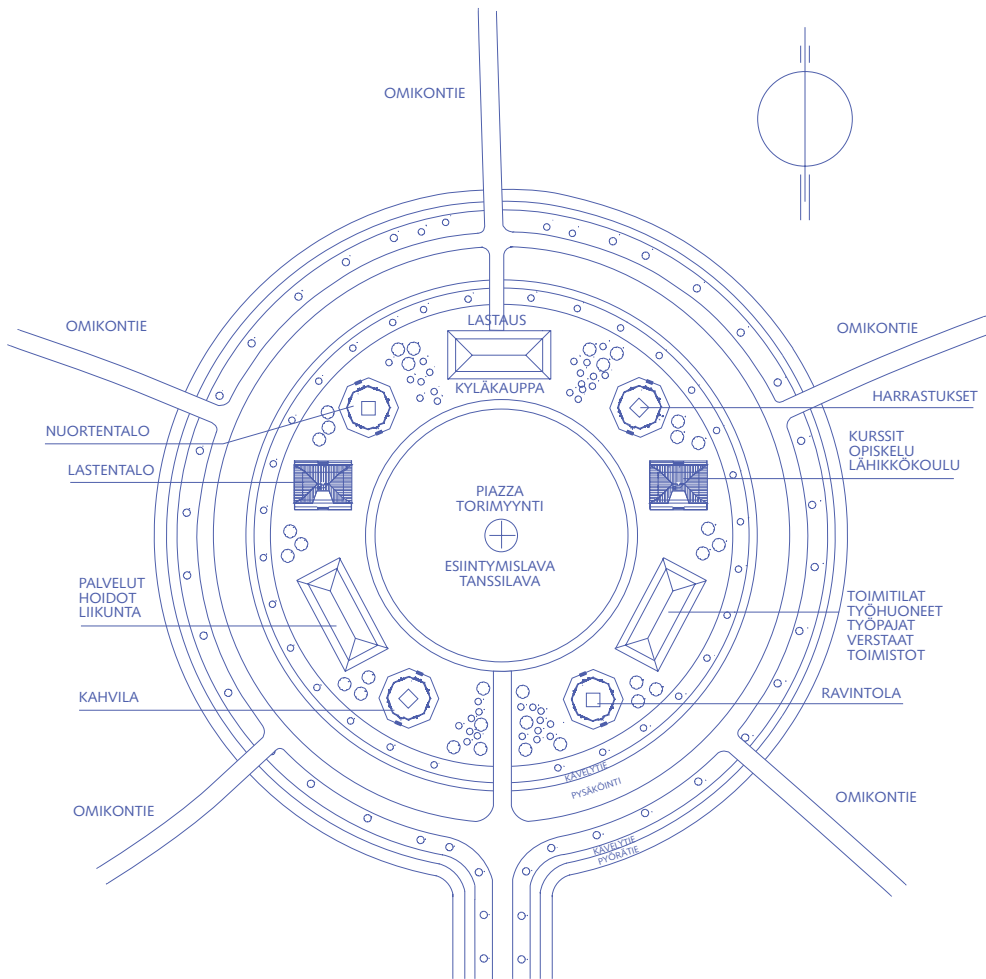 OMIKONTIE
OMIKONTIE
OMIKONTIE
LASTAUS
KYLÄKAUPPA
HARRASTUKSET
NUORTENTALO
KURSSIT
OPISKELU
LÄHIKKÖKOULU
LASTENTALO
PIAZZA
TORIMYYNTI
ESIINTYMISLAVA
TANSSILAVA
PALVELUT
HOIDOT
LIIKUNTA
TOIMITILAT
TYÖHUONEET
TYÖPAJAT
VERSTAAT
TOIMISTOT
KAHVILA
RAVINTOLA
KÄVELYTIE
PYSÄKÖINTI
OMIKONTIE
OMIKONTIE
KÄVELYTIE
PYÖRÄTIE